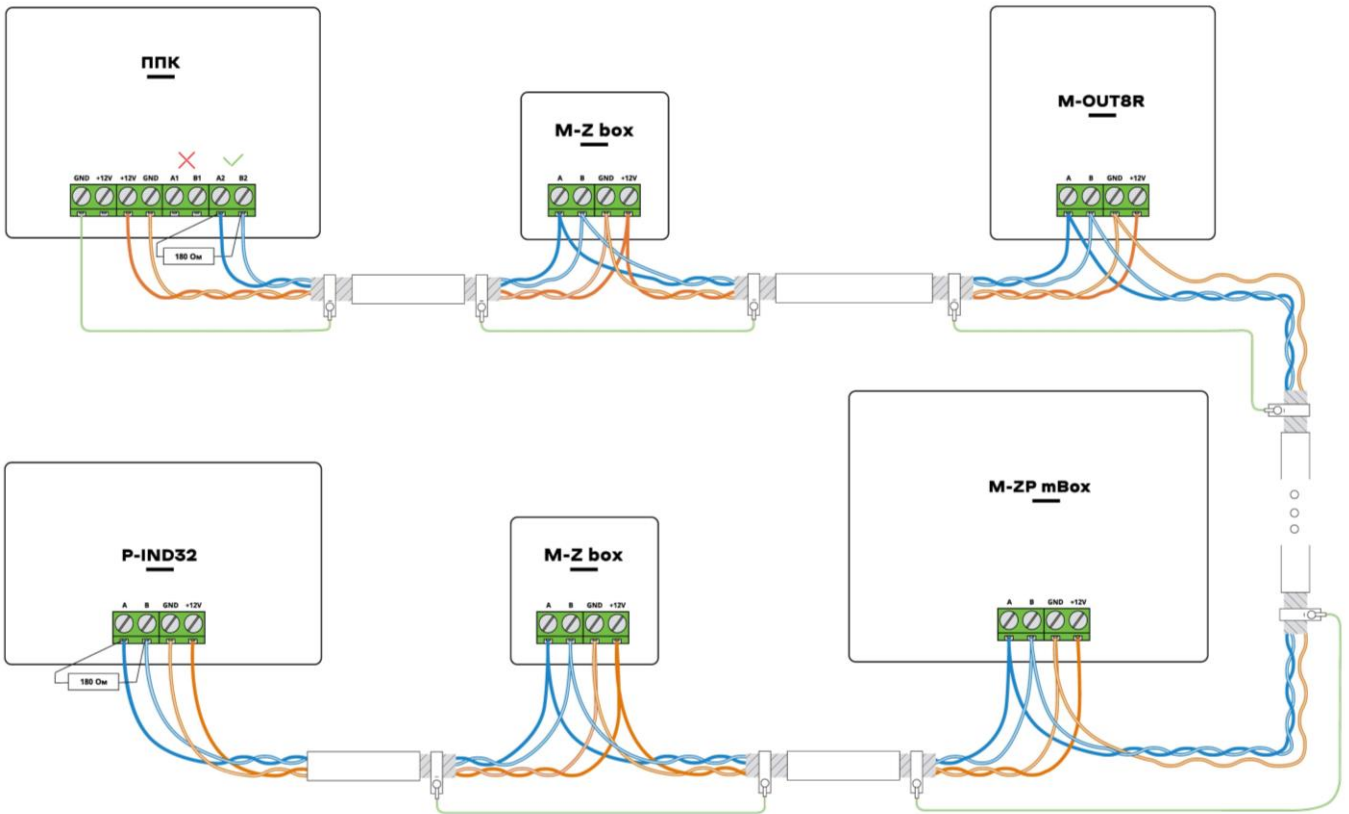 ППК
GND +12V +12V GND A1 B1 A2 B2
180 Ом
M-Z box
A B GND +12V
M-OUT8R
A B GND +12V
P-IND32
A B GND +12V
180 Ом
M-Z box
A B GND +12V
M-ZP mBox
A B GND +12V